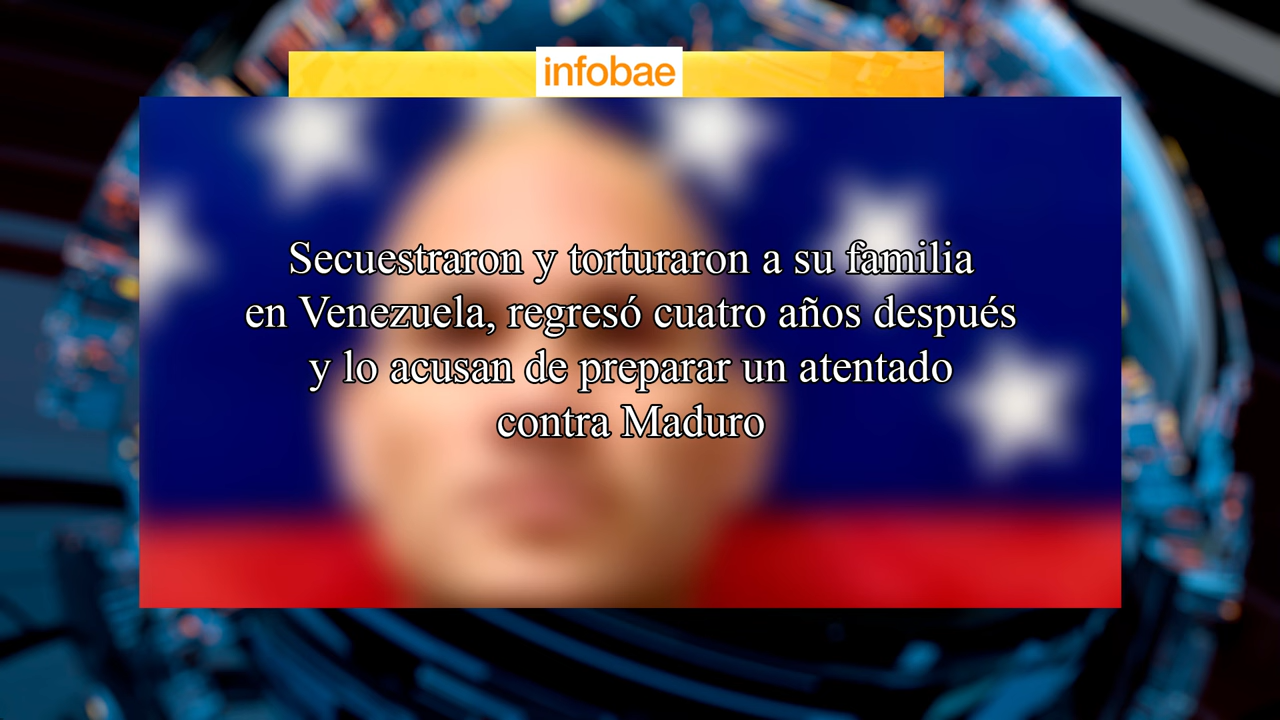 infobae
Secuestraron y torturaron a su familia
en Venezuela, regresó cuatro años después
y lo acusan de preparar un atentado
contra Maduro